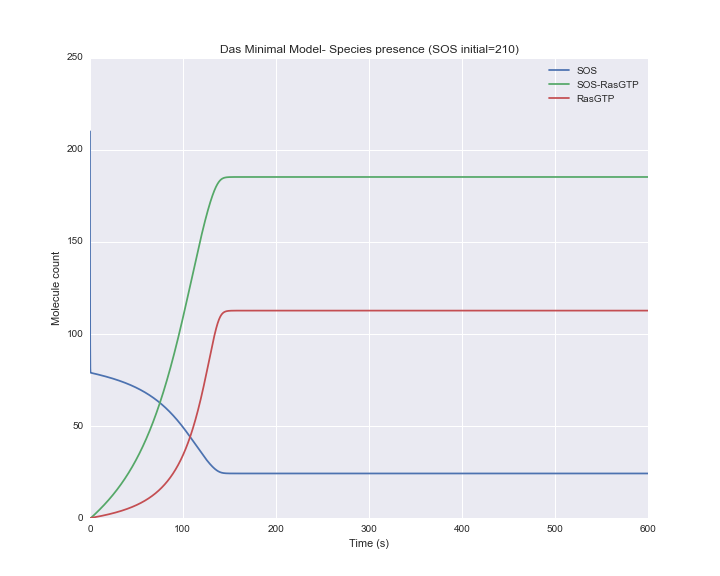 Das Minimal Model- Species presence (SOS initial=210)
SOS
SOS-RasGTP
RasGTP
250
200
150
100
50
0
Molecule count
0 100 200 300 400 500 600
Time (s)